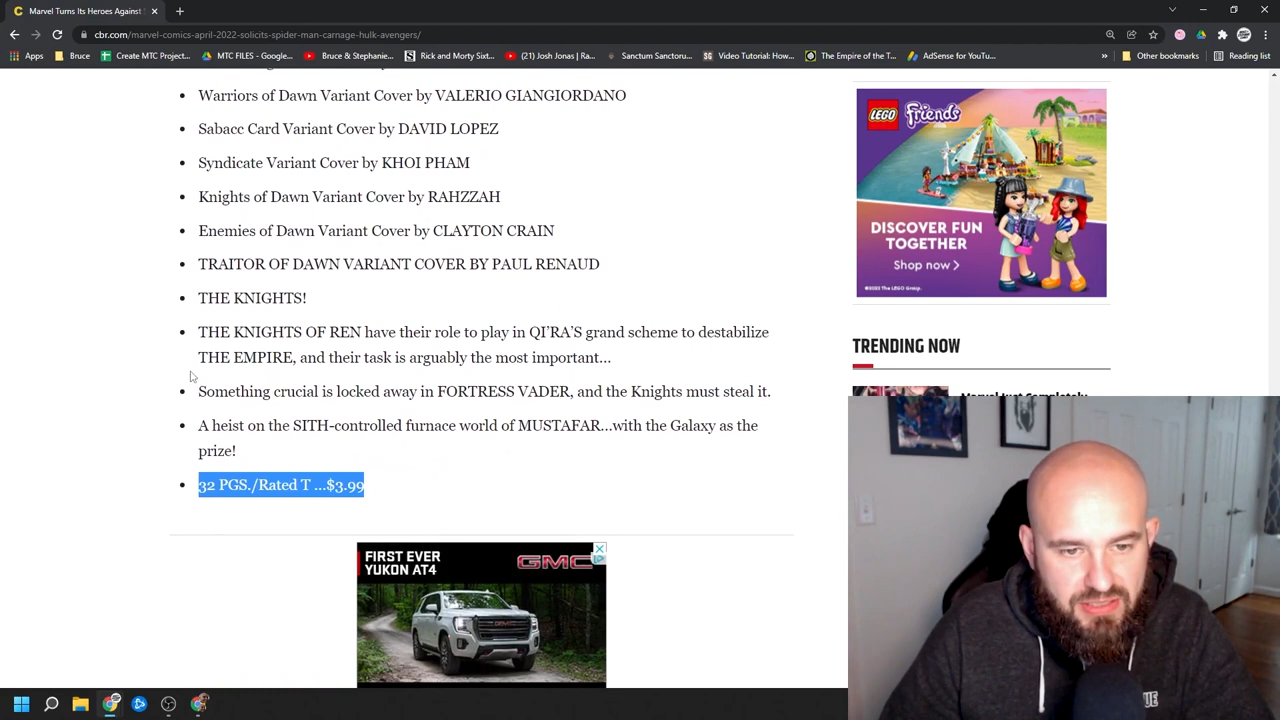 Marvel Turns Its Heroes Against
cbr.com/marvel-comics-april-2022-solicits-spider-man-carnage-hulk-avengers/
Apps
Bruce
Create MTC Project...
MTC FILES - Google...
Bruce & Stephanie...
Rick and Morty Sixt...
(21) Josh Jonas | Ra...
Sanctum Sanctoru...
Video Tutorial: How...
The Empire of the T...
AdSense for YouTu...
Other bookmarks
Reading list
Warriors of Dawn Variant Cover by VALERIO GIANGIORDANO
Sabacc Card Variant Cover by DAVID LOPEZ
Syndicate Variant Cover by KHOI PHAM
Knights of Dawn Variant Cover by RAHZZAH
Enemies of Dawn Variant Cover by CLAYTON CRAIN
TRAITOR OF DAWN VARIANT COVER BY PAUL RENAUD
THE KNIGHTS!
THE KNIGHTS OF REN have their role to play in QI'RA'S grand scheme to destabilize
THE EMPIRE, and their task is arguably the most important...
Something crucial is locked away in FORTRESS VADER, and the Knights must steal it.
A heist on the SITH-controlled furnace world of MUSTAFAR...with the Galaxy as the
prize!
32 PGS./Rated T ...$3.99
LEGO Friends
DISCOVER FUN
TOGETHER
Shop now >
TRENDING NOW
Marvel Just Completely
FIRST EVER
YUKON AT4
GMC